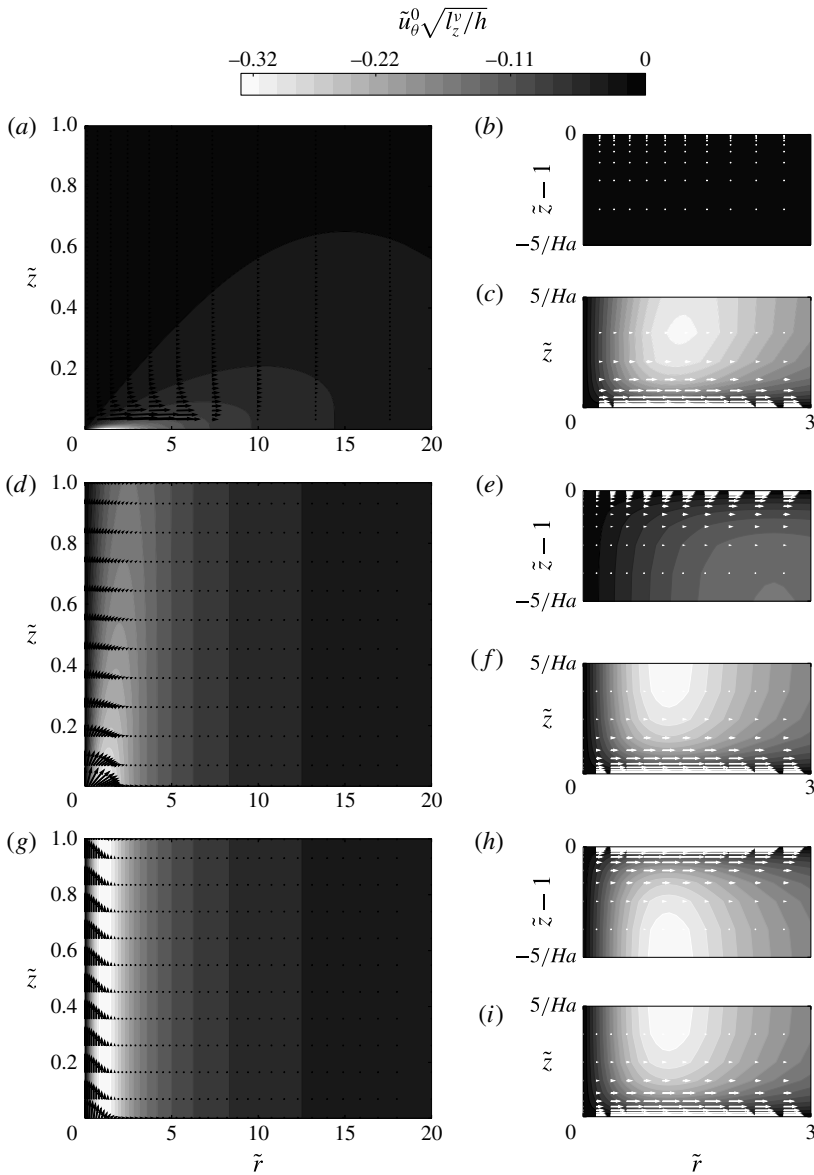 ũ⁰_θ √(l^ν_z/h)
−0.32 −0.22 −0.11 0
(a) 1.0 0.8 0.6 0.4 0.2 0 5 10 15 20
z̃
(b) 0 −5/Ha
z̃ − 1
(c) 5/Ha 0 3
z̃
(d) 1.0 0.8 0.6 0.4 0.2 0 5 10 15 20
z̃
(e) 0 −5/Ha
z̃ − 1
(f) 5/Ha 0 3
z̃
(g) 1.0 0.8 0.6 0.4 0.2 0 5 10 15 20
z̃
r̃
(h) 0 −5/Ha
z̃ − 1
(i) 5/Ha 0 3
z̃
r̃